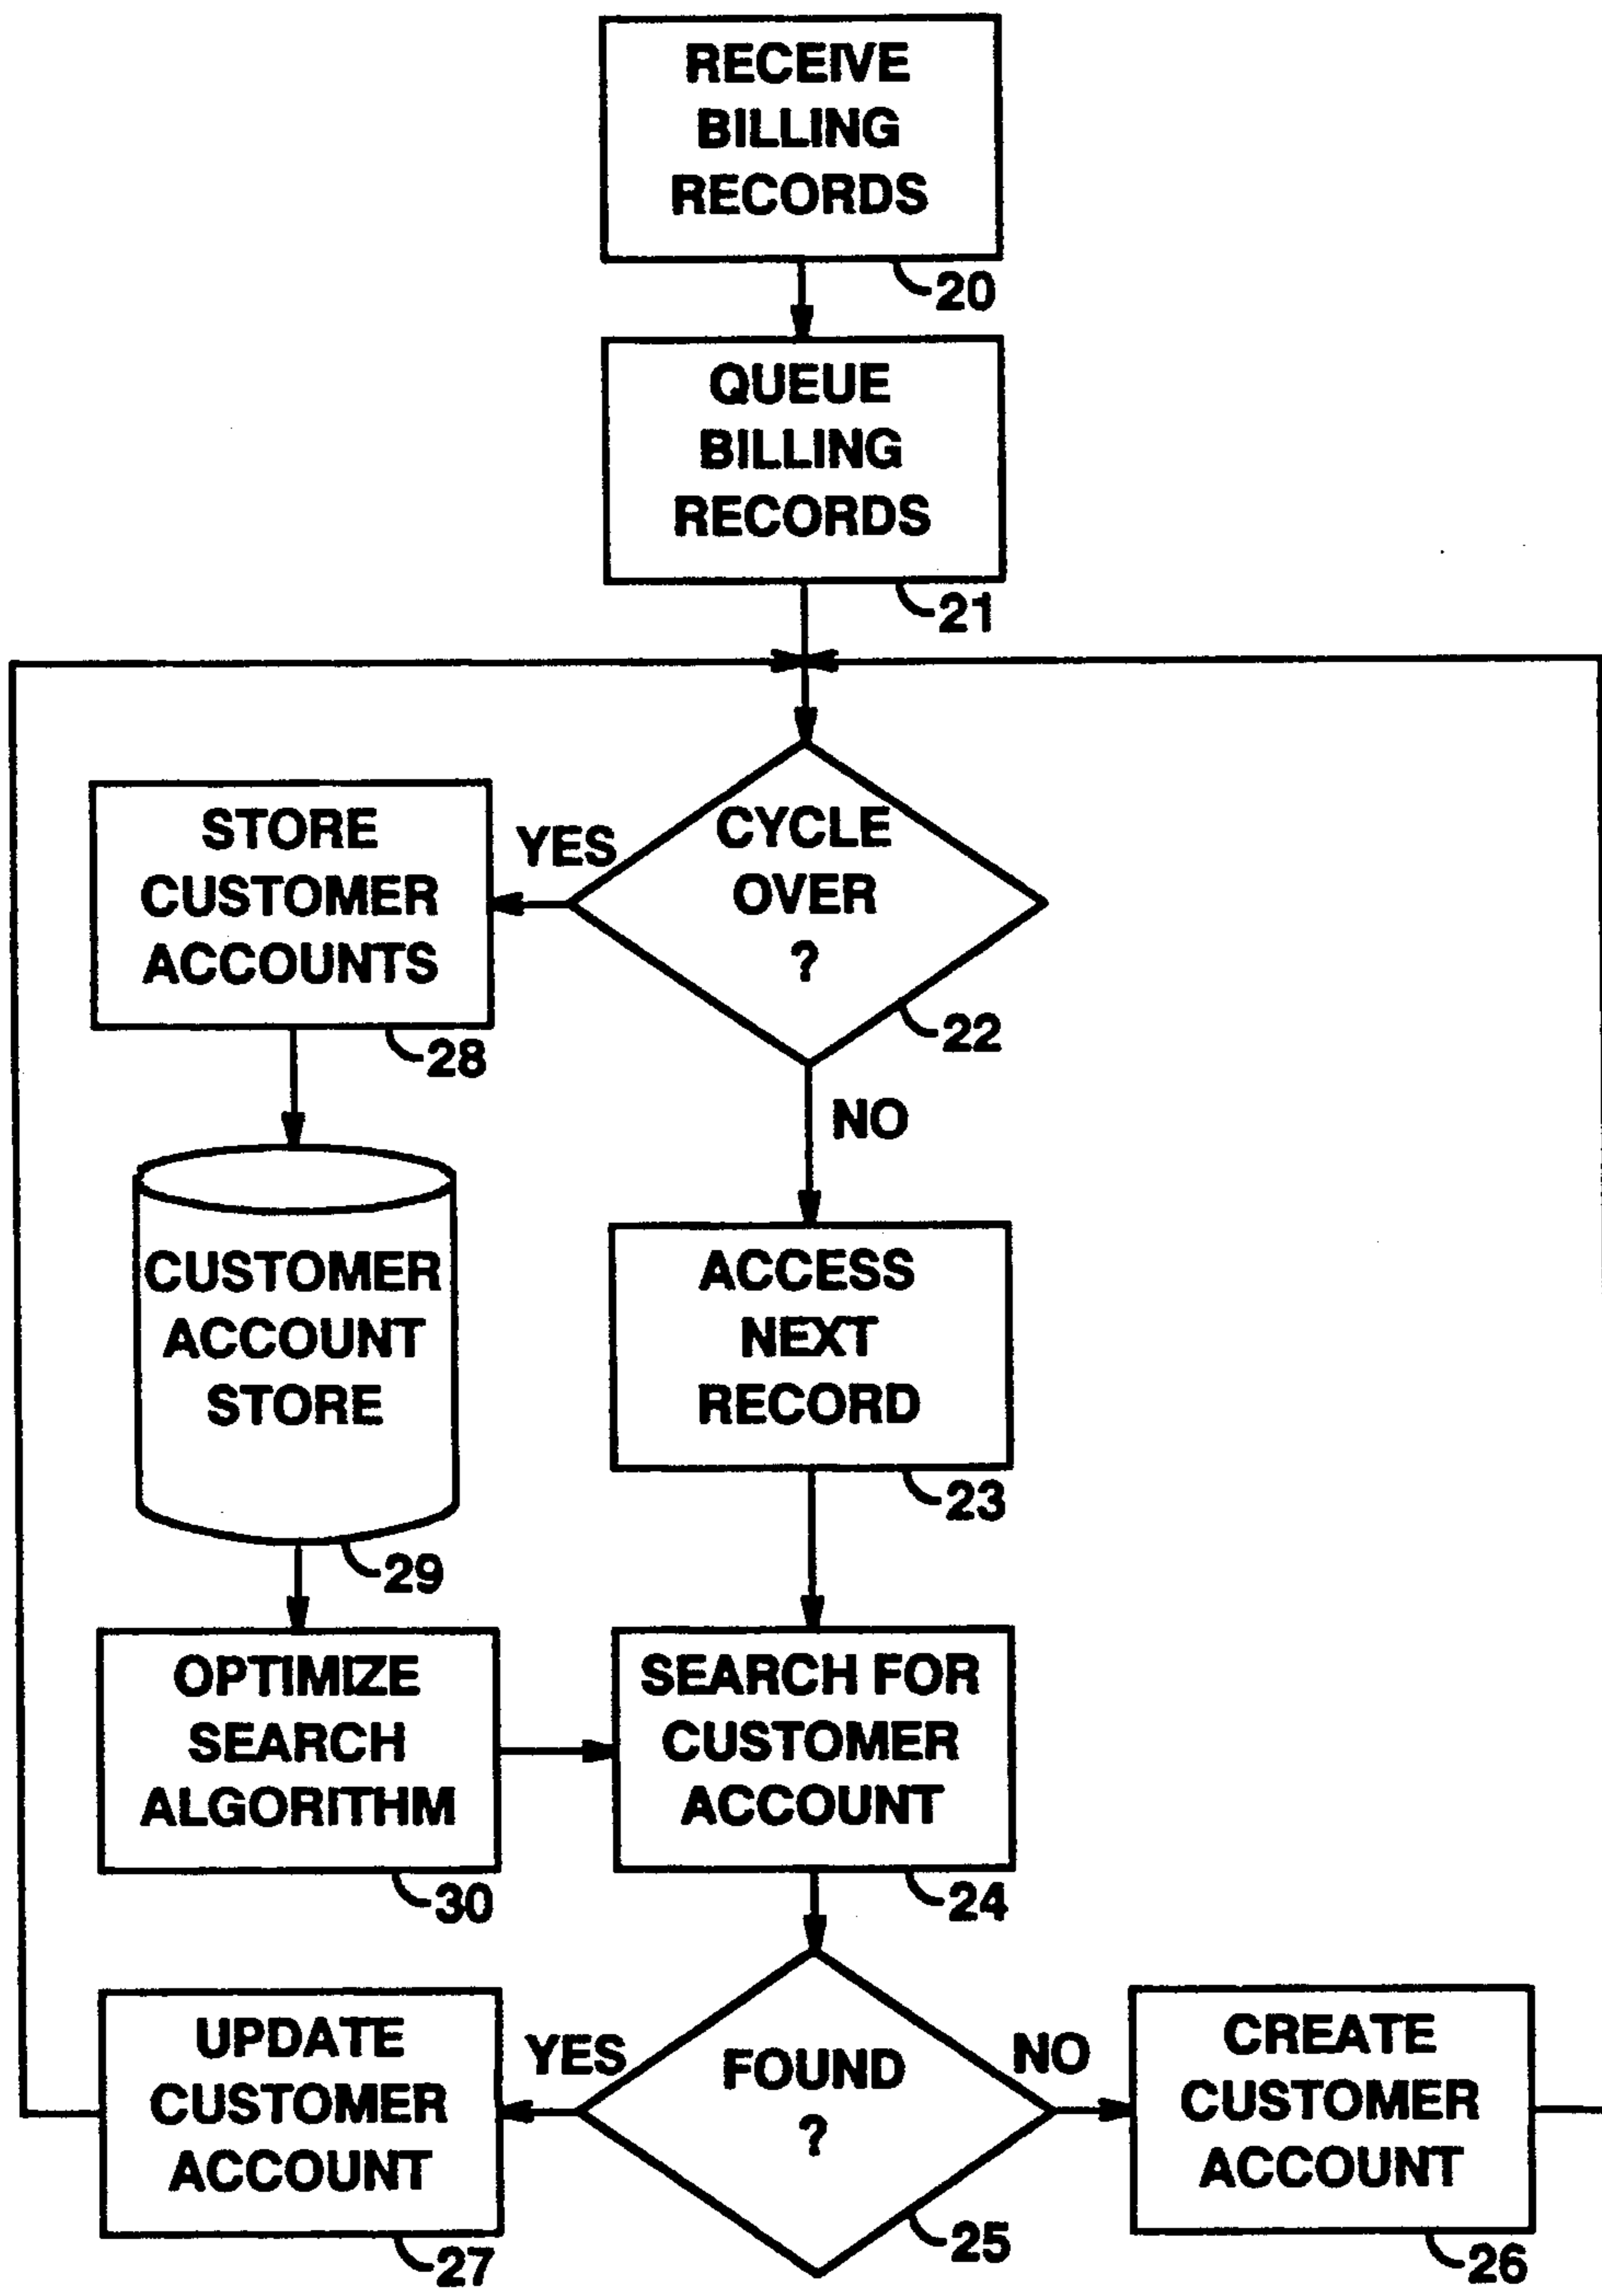 RECEIVE
BILLING
RECORDS
20
QUEUE
BILLING
RECORDS
21
CYCLE
OVER
?
22
YES
STORE
CUSTOMER
ACCOUNTS
28
NO
CUSTOMER
ACCOUNT
STORE
29
ACCESS
NEXT
RECORD
23
OPTIMIZE
SEARCH
ALGORITHM
30
SEARCH FOR
CUSTOMER
ACCOUNT
24
UPDATE
CUSTOMER
ACCOUNT
27
YES
FOUND
?
25
NO
CREATE
CUSTOMER
ACCOUNT
26